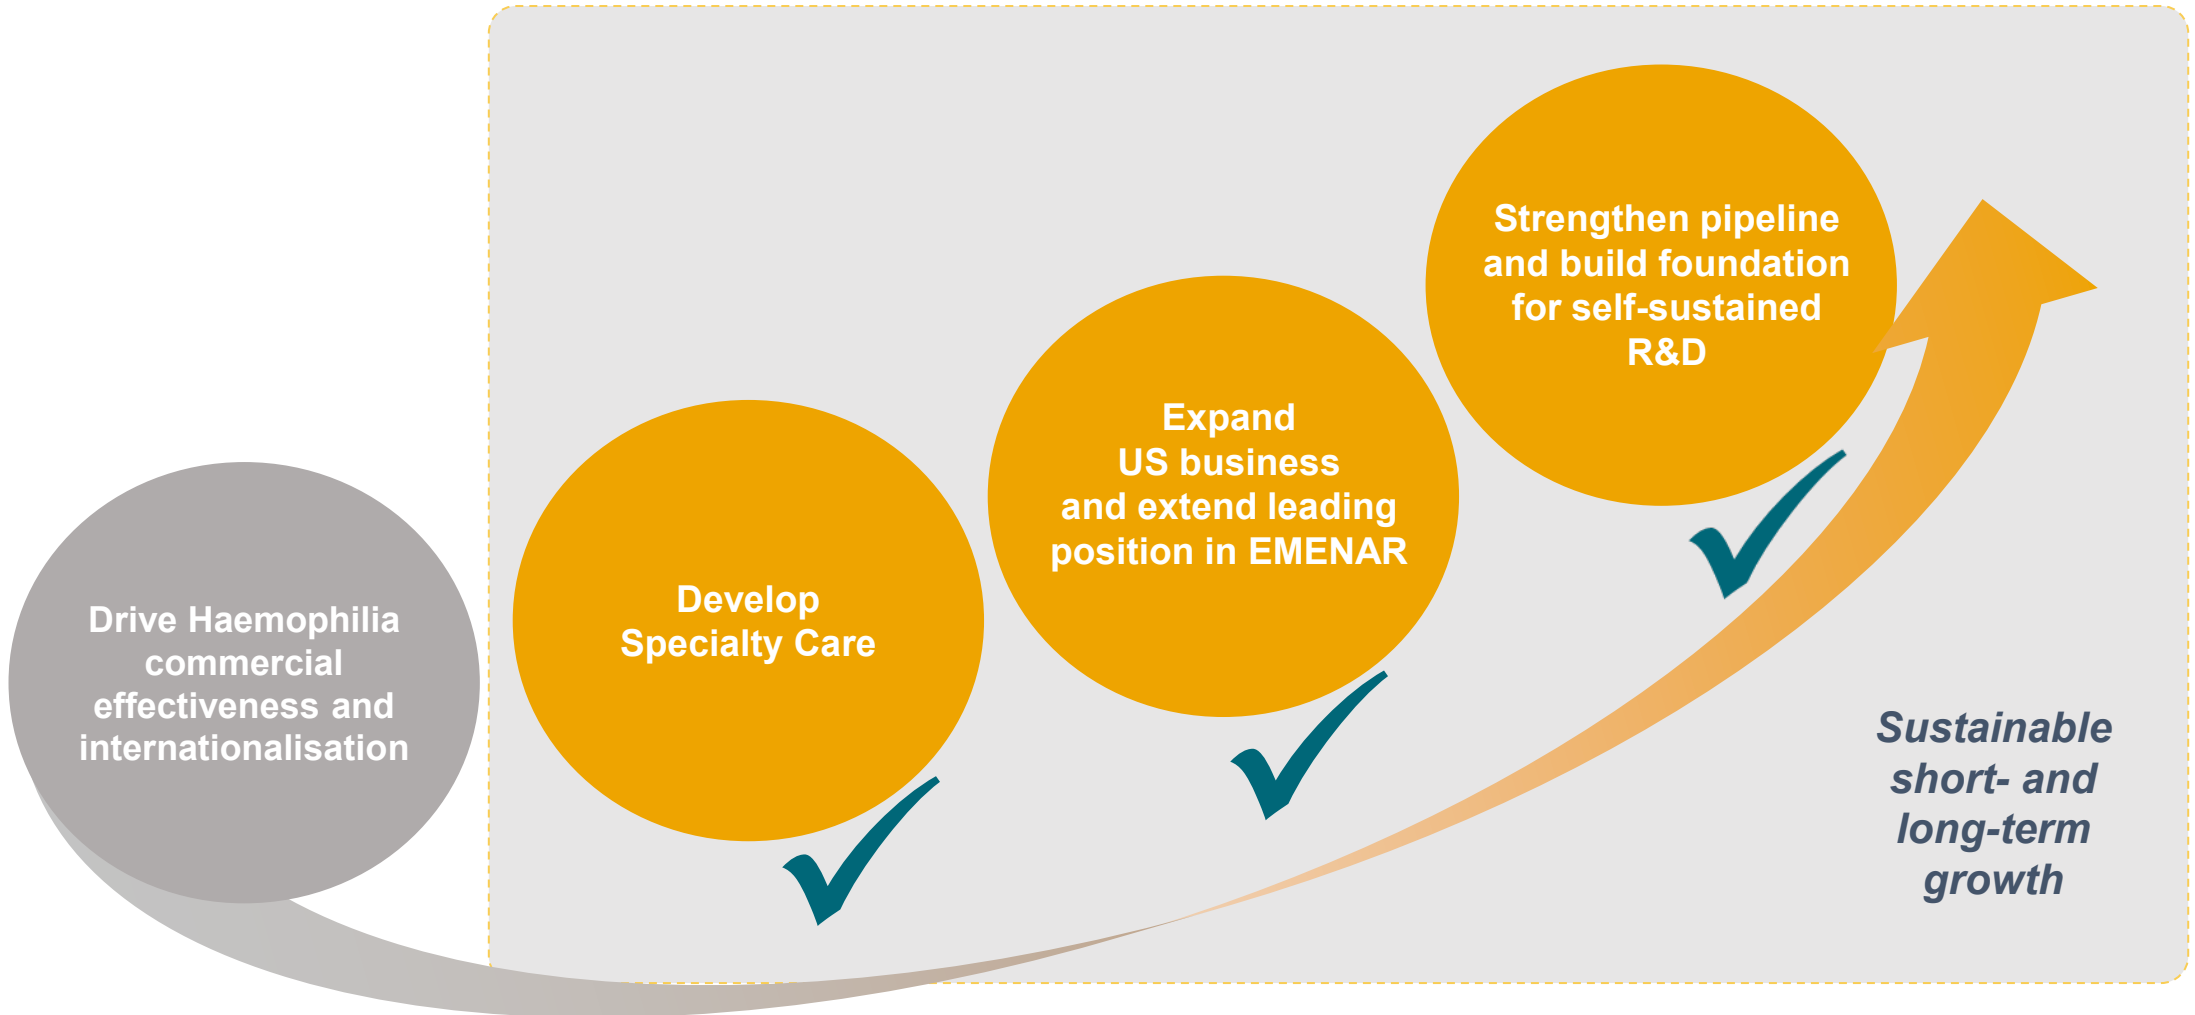 Drive Haemophilia
commercial
effectiveness and
internationalisation
Develop
Specialty Care
Expand
US business
and extend leading
position in EMENAR
Strengthen pipeline
and build foundation
for self-sustained
R&D
Sustainable
short- and
long-term
growth